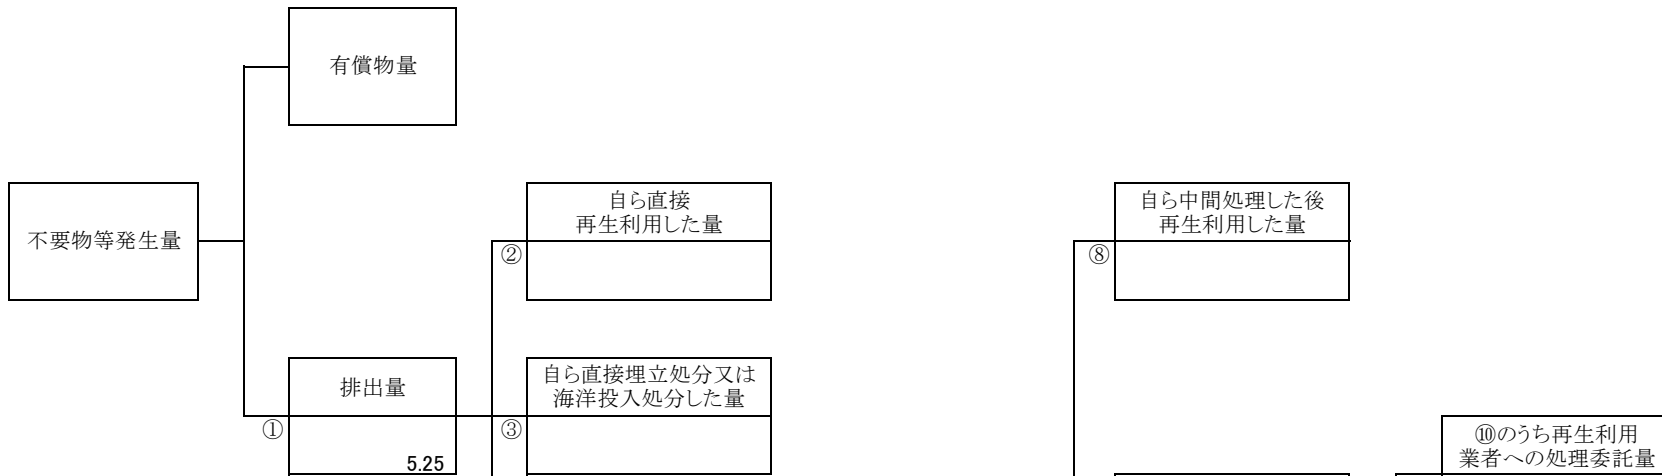 有償物量
不要物等発生量
自ら直接
再生利用した量
②
自ら中間処理した後
再生利用した量
⑧
排出量
①
5.25
自ら直接埋立処分又は
海洋投入処分した量
③
⑩のうち再生利用
業者への処理委託量